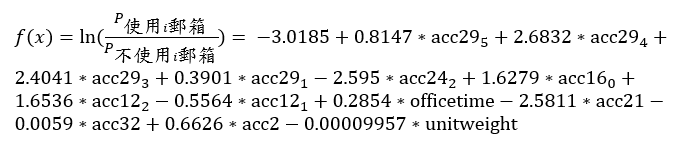 f(x) = ln(P使用i郵箱/P不使用i郵箱) = −3.0185 + 0.8147 * acc29₅ + 2.6832 * acc29₄ +
2.4041 * acc29₃ + 0.3901 * acc29₁ − 2.595 * acc24₂ + 1.6279 * acc16₀ +
1.6536 * acc12₂ − 0.5564 * acc12₁ + 0.2854 * officetime − 2.5811 * acc21 −
0.0059 * acc32 + 0.6626 * acc2 − 0.00009957 * unitweight